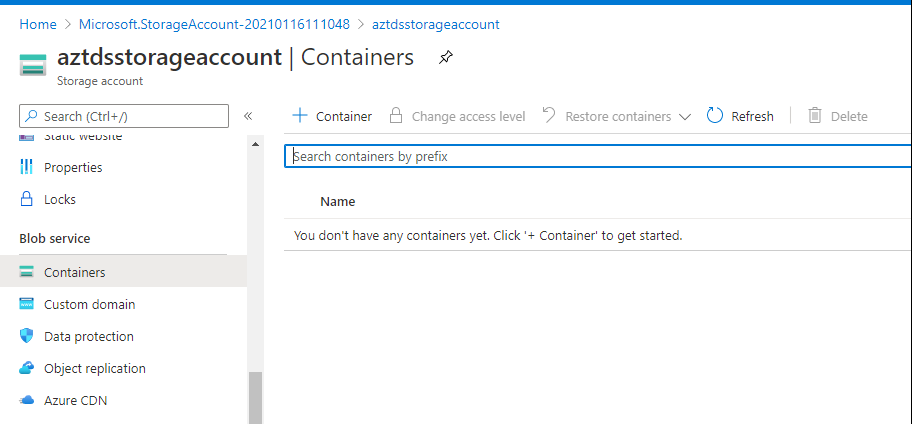 Home > Microsoft.StorageAccount-20210116111048 > aztdsstorageaccount
aztdsstorageaccount | Containers
Storage account
Search (Ctrl+/)
«
+ Container
Change access level
Restore containers
Refresh
Delete
Static website
Properties
Locks
Blob service
Containers
Custom domain
Data protection
Object replication
Azure CDN
Search containers by prefix
Name
You don't have any containers yet. Click '+ Container' to get started.